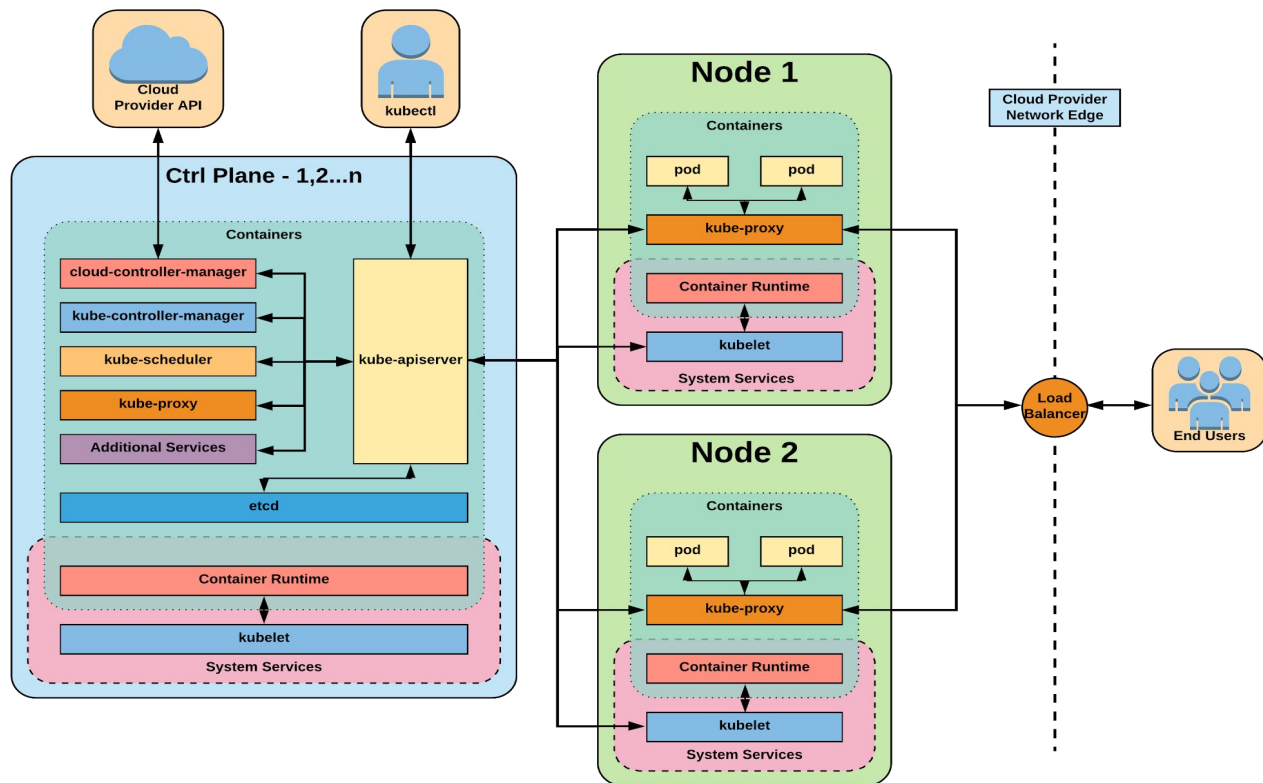 Cloud
Provider API
kubectl
Ctrl Plane - 1,2...n
Containers
cloud-controller-manager
kube-controller-manager
kube-scheduler
kube-proxy
Additional Services
kube-apiserver
etcd
Container Runtime
kubelet
System Services
Node 1
Containers
pod
pod
kube-proxy
Container Runtime
kubelet
System Services
Node 2
Containers
pod
pod
kube-proxy
Container Runtime
kubelet
System Services
Cloud Provider
Network Edge
Load
Balancer
End Users